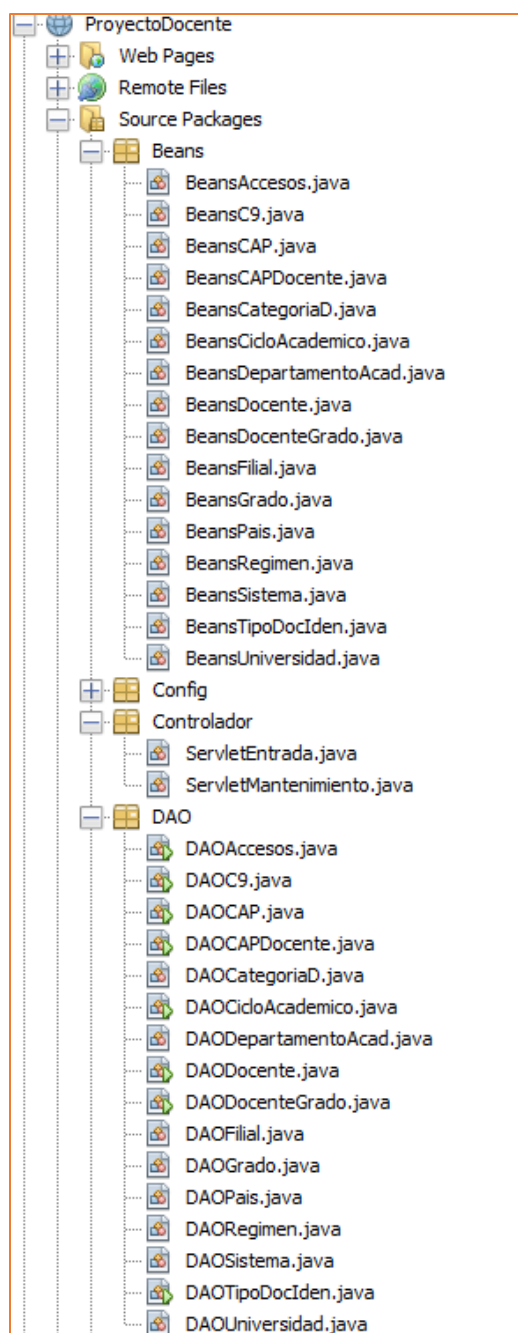 ProyectoDocente
Web Pages
Remote Files
Source Packages
Beans
BeansAccesos.java
BeansC9.java
BeansCAP.java
BeansCAPDocente.java
BeansCategoriaD.java
BeansCicloAcademico.java
BeansDepartamentoAcad.java
BeansDocente.java
BeansDocenteGrado.java
BeansFilial.java
BeansGrado.java
BeansPais.java
BeansRegimen.java
BeansSistema.java
BeansTipoDocIden.java
BeansUniversidad.java
Config
Controlador
ServletEntrada.java
ServletMantenimiento.java
DAO
DAOAccesos.java
DAOC9.java
DAOCAP.java
DAOCAPDocente.java
DAOCategoriaD.java
DAOCicloAcademico.java
DAODepartamentoAcad.java
DAODocente.java
DAODocenteGrado.java
DAOFilial.java
DAOGrado.java
DAOPais.java
DAORegimen.java
DAOSistema.java
DAOTipoDocIden.java
DAOUniversidad.java